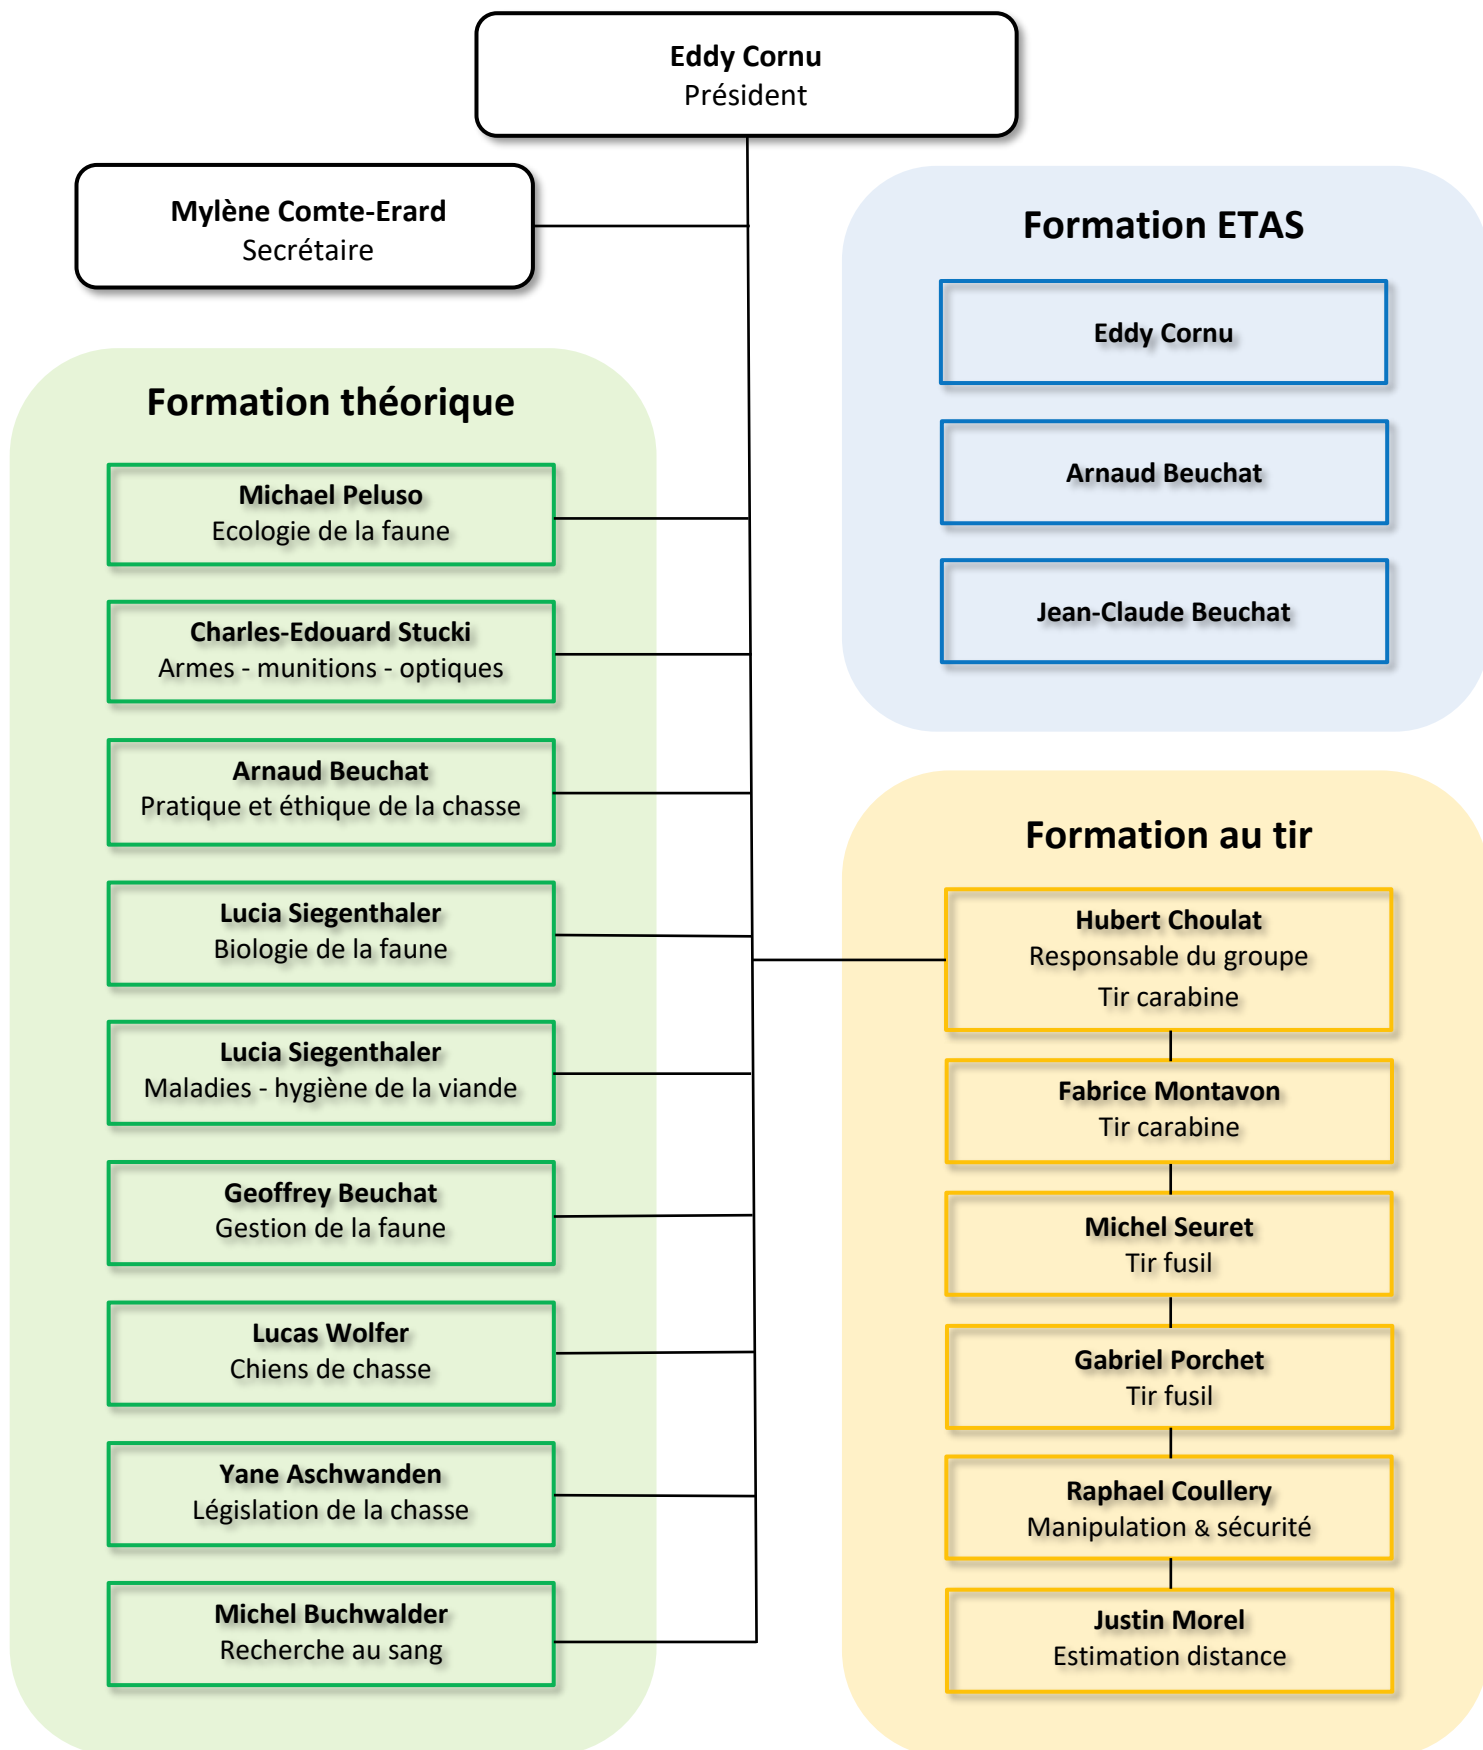 Eddy Cornu
Président
Mylène Comte-Erard
Secrétaire
Formation ETAS
Eddy Cornu
Arnaud Beuchat
Jean-Claude Beuchat
Formation théorique
Michael Peluso
Ecologie de la faune
Charles-Edouard Stucki
Armes - munitions - optiques
Arnaud Beuchat
Pratique et éthique de la chasse
Lucia Siegenthaler
Biologie de la faune
Lucia Siegenthaler
Maladies - hygiène de la viande
Geoffrey Beuchat
Gestion de la faune
Lucas Wolfer
Chiens de chasse
Yane Aschwanden
Législation de la chasse
Michel Buchwalder
Recherche au sang
Formation au tir
Hubert Choulat
Responsable du groupe
Tir carabine
Fabrice Montavon
Tir carabine
Michel Seuret
Tir fusil
Gabriel Porchet
Tir fusil
Raphael Coullery
Manipulation & sécurité
Justin Morel
Estimation distance